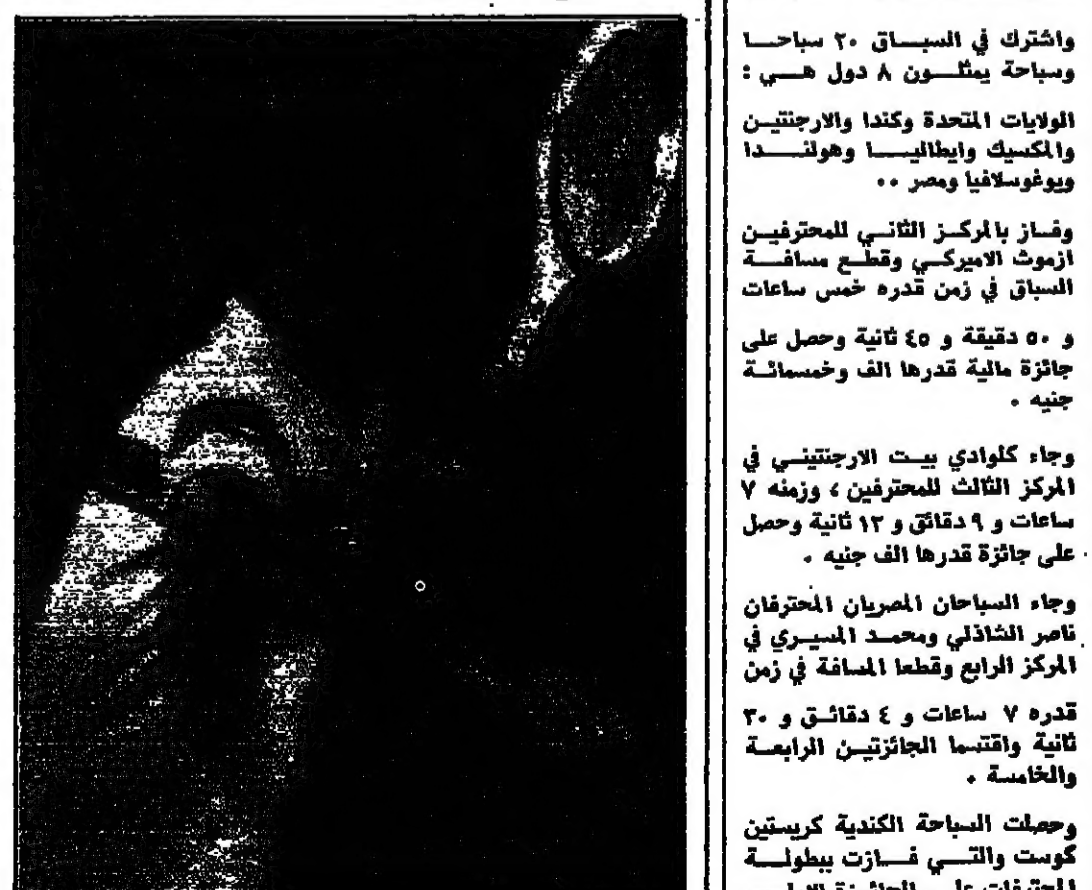 واشترك في السباق ٢٠ سباحا
وسباحة يمثلون ٨ دول هي :
الولايات المتحدة وكندا والارجنتين
والمكسيك وايطاليا وهولندا
ويوغوسلافيا ومصر ..
وفاز بالمركز الثاني للمحترفين
ازموث الاميركي وقطع مسافة
السباق في زمن قدره خمس ساعات
و ٥٠ دقيقة و ٤٥ ثانية وحصل على
جائزة مالية قدرها الف وخمسمائة
جنيه .
وجاء كلوادي بيت الارجنتيني في
المركز الثالث للمحترفين ، وزمنه ٧
ساعات و ٩ دقائق و ١٢ ثانية وحصل
على جائزة قدرها الف جنيه .
وجاء السباحان المصريان المحترفان
ناصر الشاذلي ومحمد المسيري في
المركز الرابع وقطعا المسافة في زمن
قدره ٧ ساعات و ٤ دقائق و ٣٠
ثانية واقتسما الجائزتين الرابعة
والخامسة .
وحصلت السباحة الكندية كريستين
كوست والتي فازت ببطولة